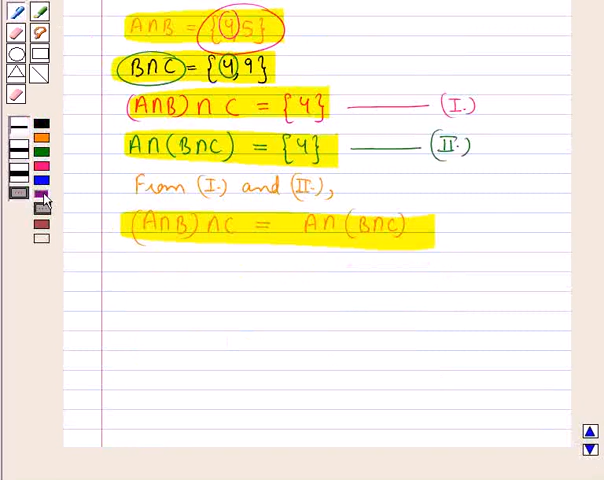 A∩B = {4,5}
B∩C = {4,9}
(A∩B)∩C = {4} ——— (I.)
A∩(B∩C) = {4} ——— (II.)
From (I.) and (II.),
(A∩B)∩C = A∩(B∩C)